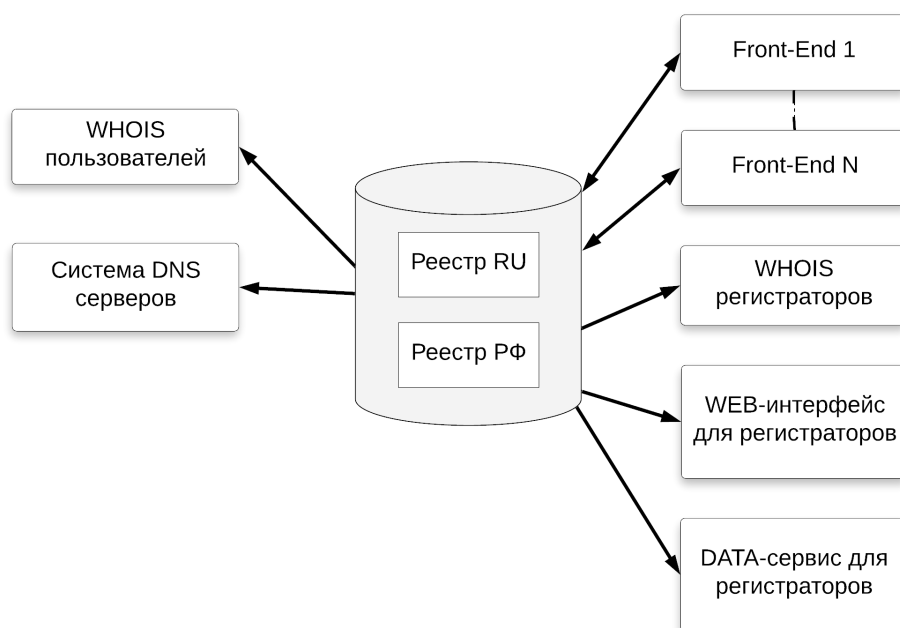 WHOIS
пользователей
Система DNS
серверов
Реестр RU
Реестр РФ
Front-End 1
Front-End N
WHOIS
регистраторов
WEB-интерфейс
для регистраторов
DATA-сервис для
регистраторов